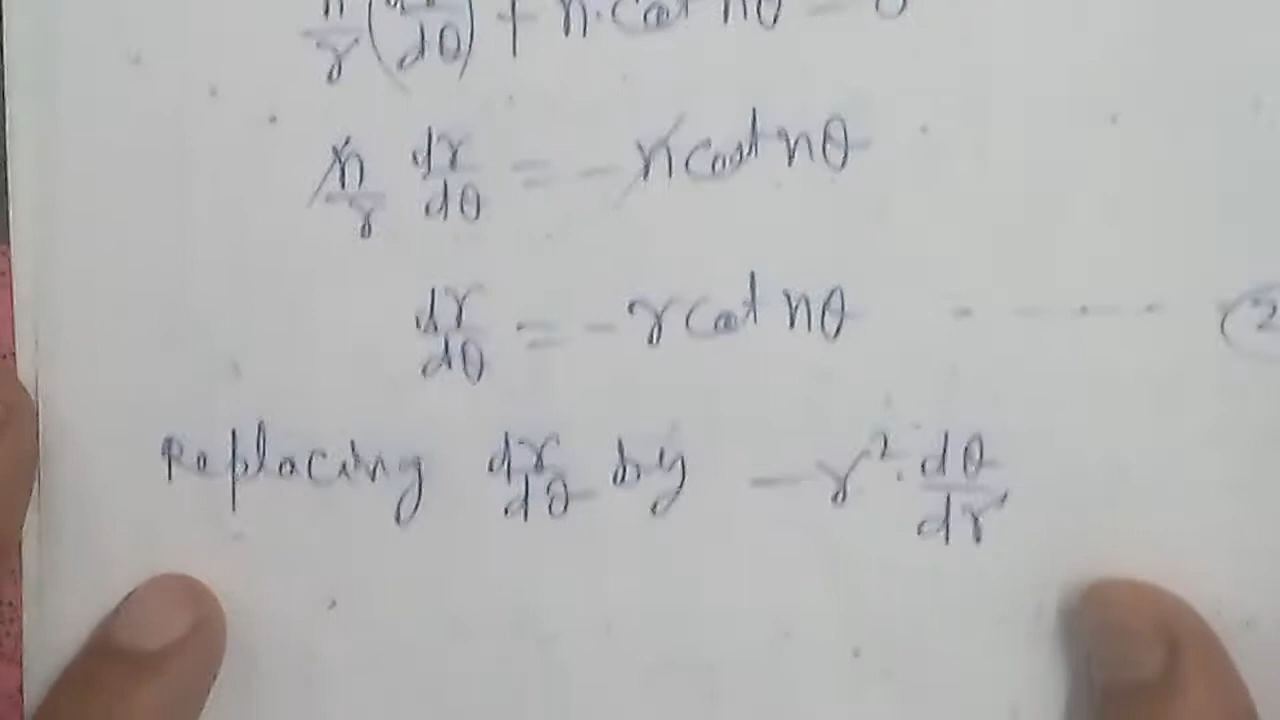 n/r (dr/dθ) + n·cot nθ = 0
n/r dr/dθ = -n cot nθ
dr/dθ = -r cot nθ - - - - - (2
Replacing dr/dθ by -r²·dθ/dr